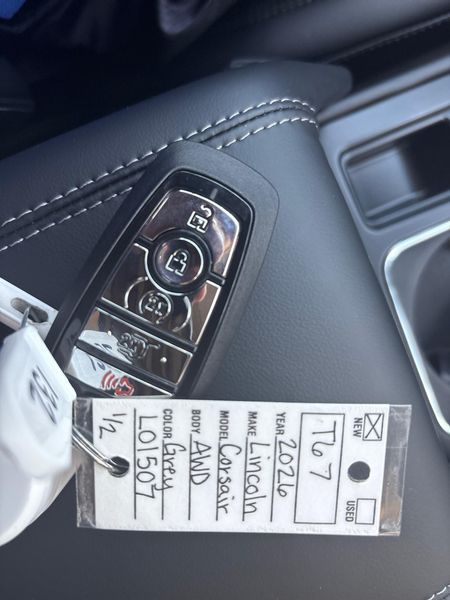 NEW USED
T67
YEAR 2026
MAKE Lincoln
MODEL Corsair
BODY AWD
COLOR Grey
L01507
1/2